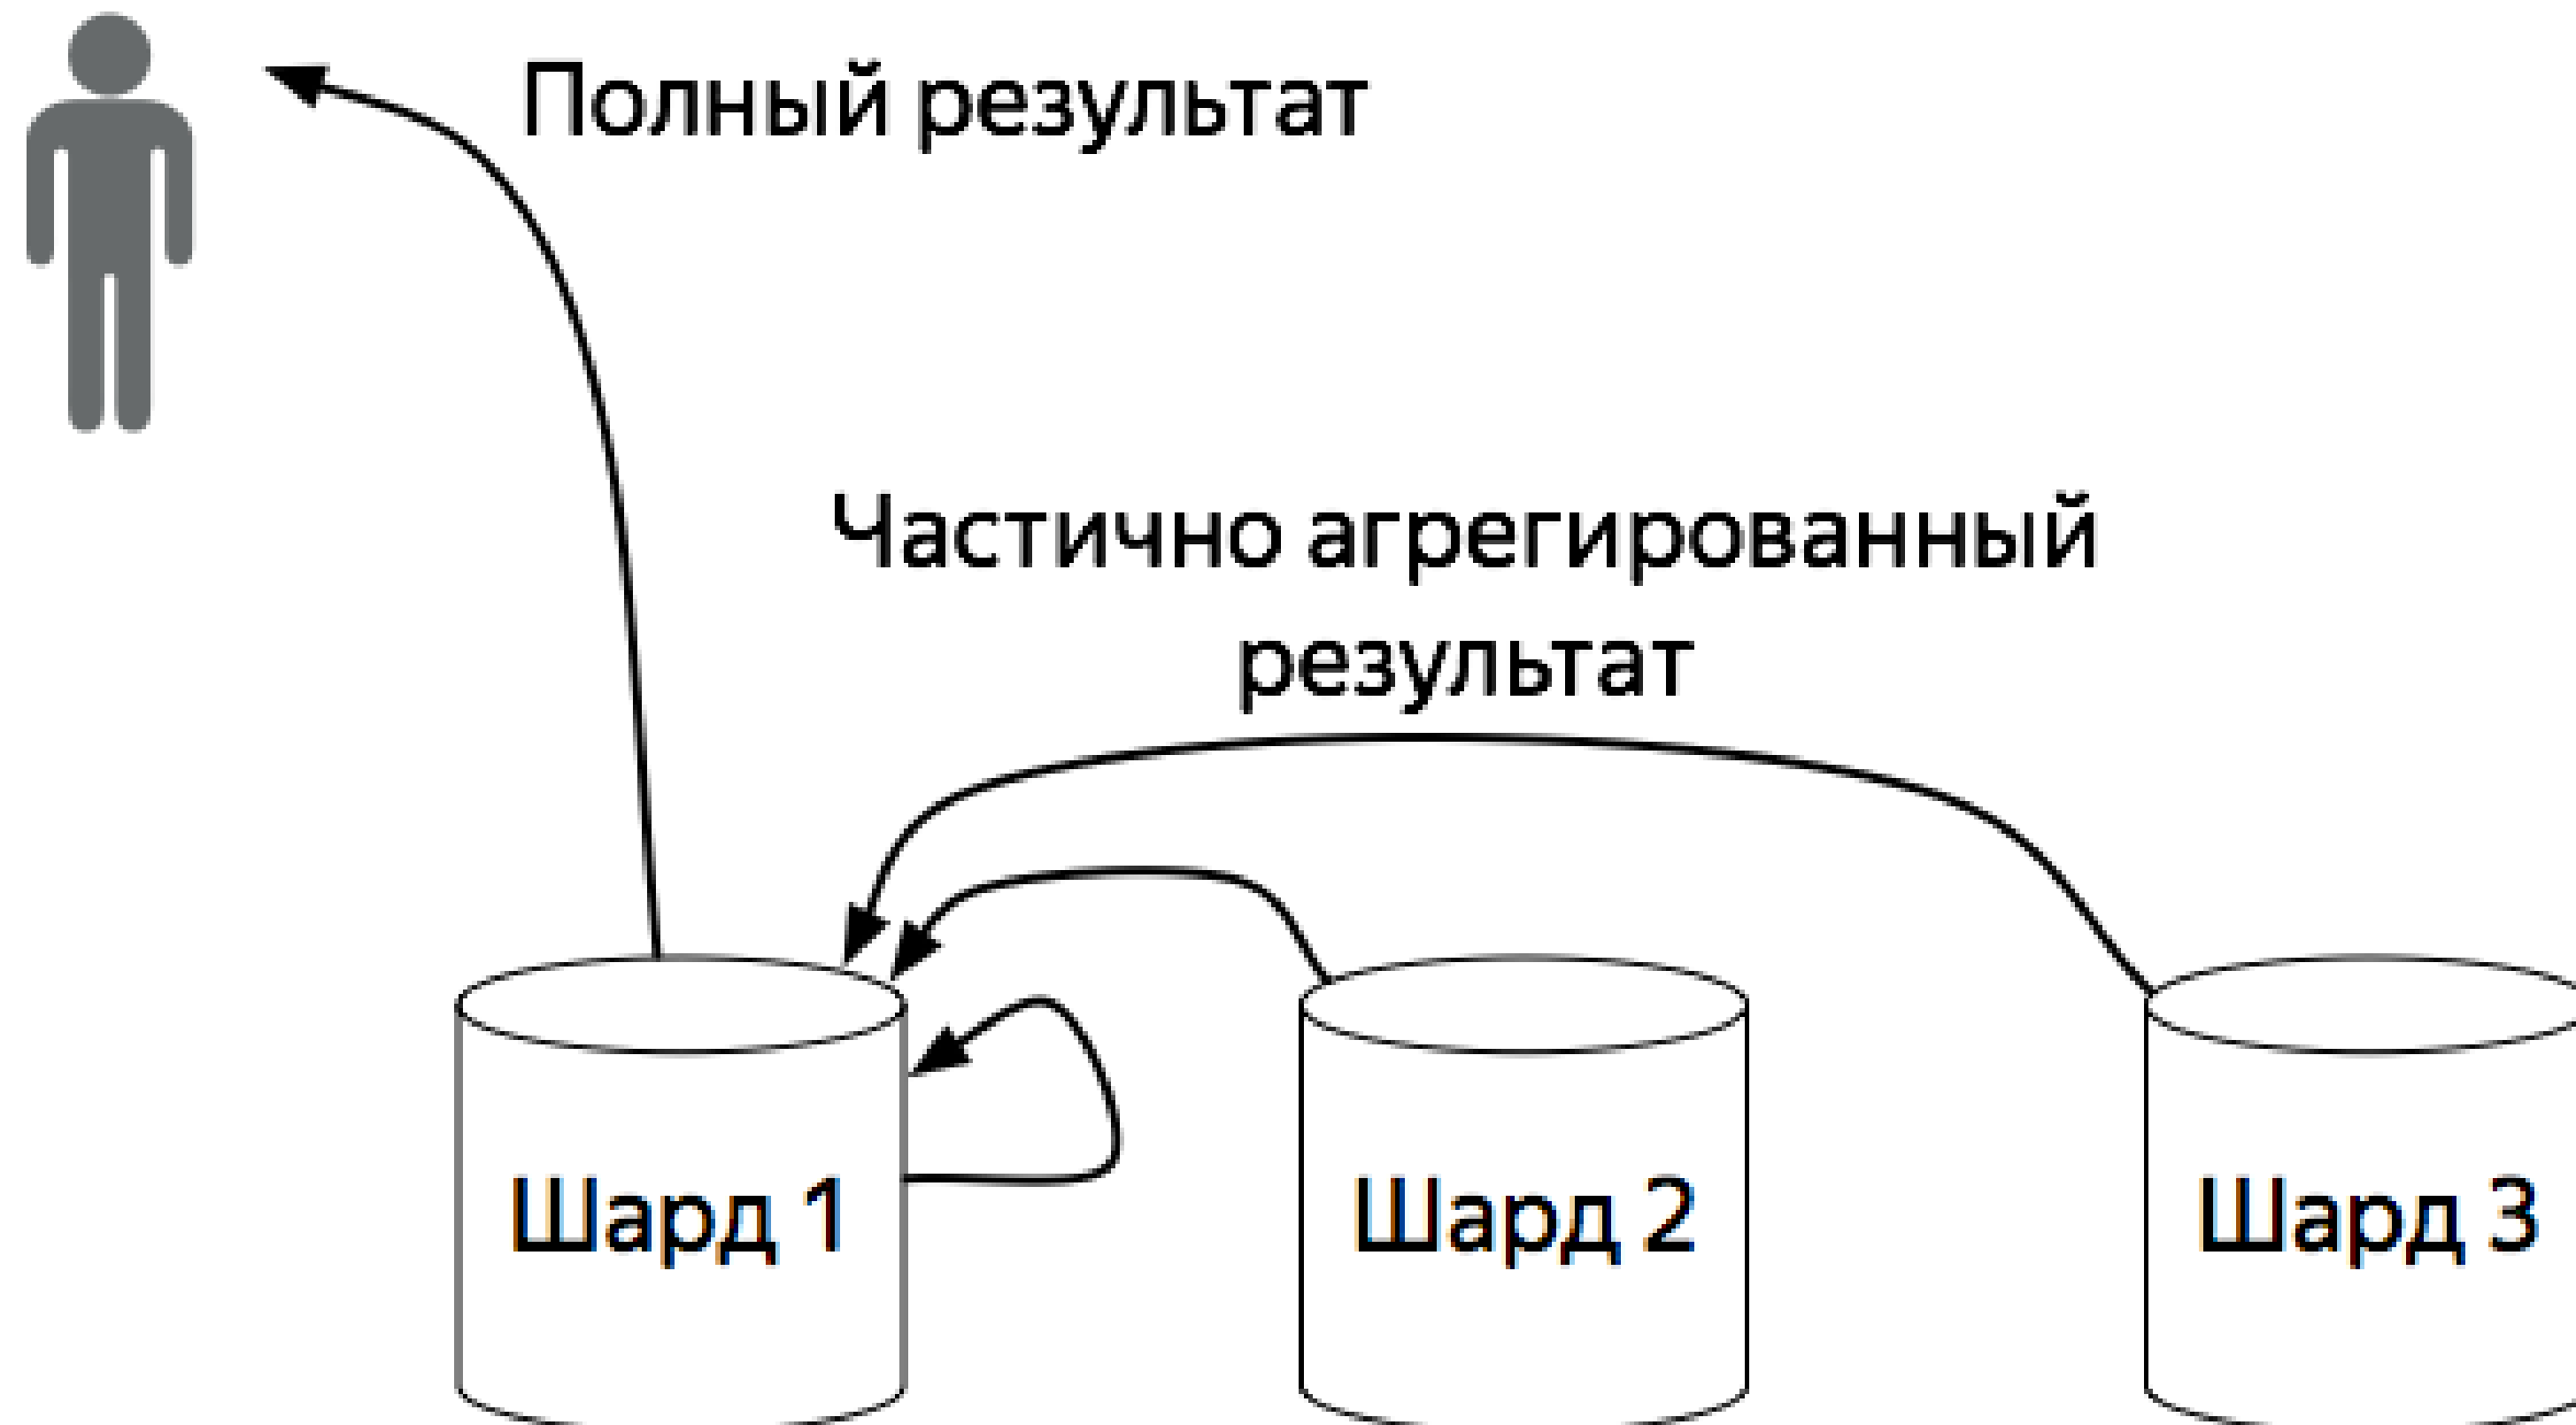 Полный результат
Частично агрегированный
результат
Шард 1
Шард 2
Шард 3